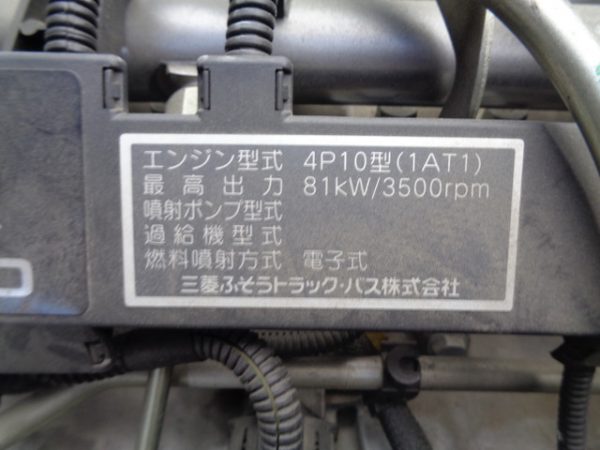 エンジン型式 4P10型(1AT1)
最高出力 81kW/3500rpm
噴射ポンプ型式
過給機型式
燃料噴射方式 電子式
三菱ふそうトラック・バス株式会社